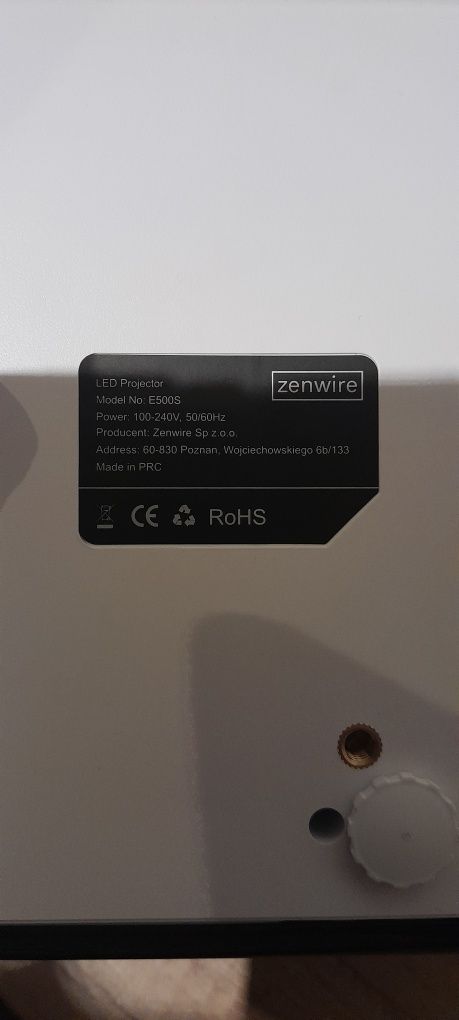 zenwire
LED Projector
Model No: E500S
Power: 100-240V, 50/60Hz
Producent: Zenwire Sp z.o.o.
Address: 60-830 Poznan, Wojciechowskiego 6b/133
Made in PRC
CE RoHS